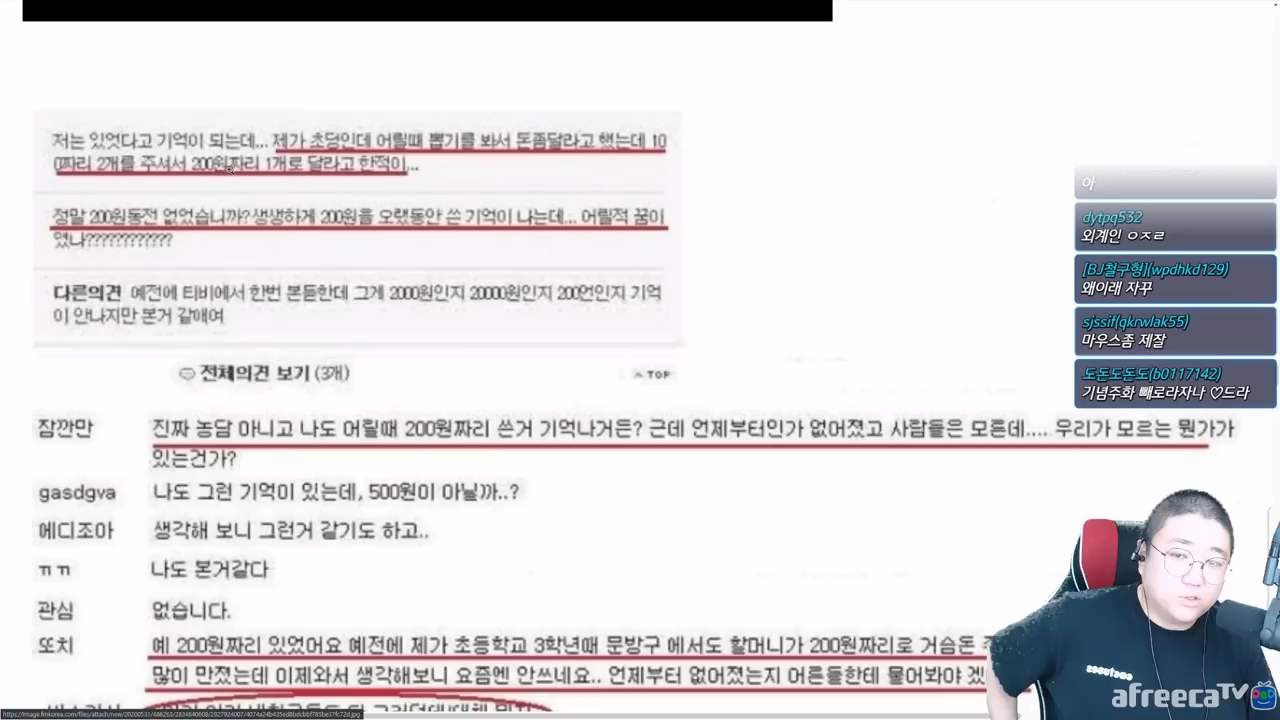 저는 있엇다고 기억이 되는데... 제가 초딩인데 어릴때 뽑기를 봐서 돈좀달라고 했는데 10
0짜리 2개를 주셔서 200원짜리 1개로 달라고 한적이...
정말 200원동전 없었습니까? 생생하게 200원을 오랫동안 쓴 기억이 나는데... 어릴적 꿈이
였나????????????
다른의견 예전에 티비에서 한번 본듯한데 그게 2000원인지 20000원인지 200언인지 기억
이 안나지만 본거 같애여
전체의견 보기 (3개)
TOP
잠깐만 진짜 농담 아니고 나도 어릴때 200원짜리 쓴거 기억나거든? 근데 언제부터인가 없어졌고 사람들은 모른데.... 우리가 모르는 뭔가가
있는건가?
gasdgva 나도 그런 기억이 있는데, 500원이 아닐까..?
에디조아 생각해 보니 그런거 같기도 하고..
ㄲㄲ 나도 본거같다
관심 없습니다.
또치 예 200원짜리 있었어요 예전에 제가 초등학교 3학년때 문방구 에서도 할머니가 200원짜리로 거슴돈
많이 만졌는데 이제와서 생각해보니 요즘엔 안쓰네요.. 언제부터 없어졌는지 어른들한테 물어봐야 겠
아
dytpq532
외계인 ㅇㅈㄹ
[BJ철구형](wpdhkd129)
왜이래 자꾸
sjssif(qkrwlak55)
마우스좀 제잘
도돈도돈도(b0117142)
기념주화 빼로라자나 ♡드라
afreecaTV